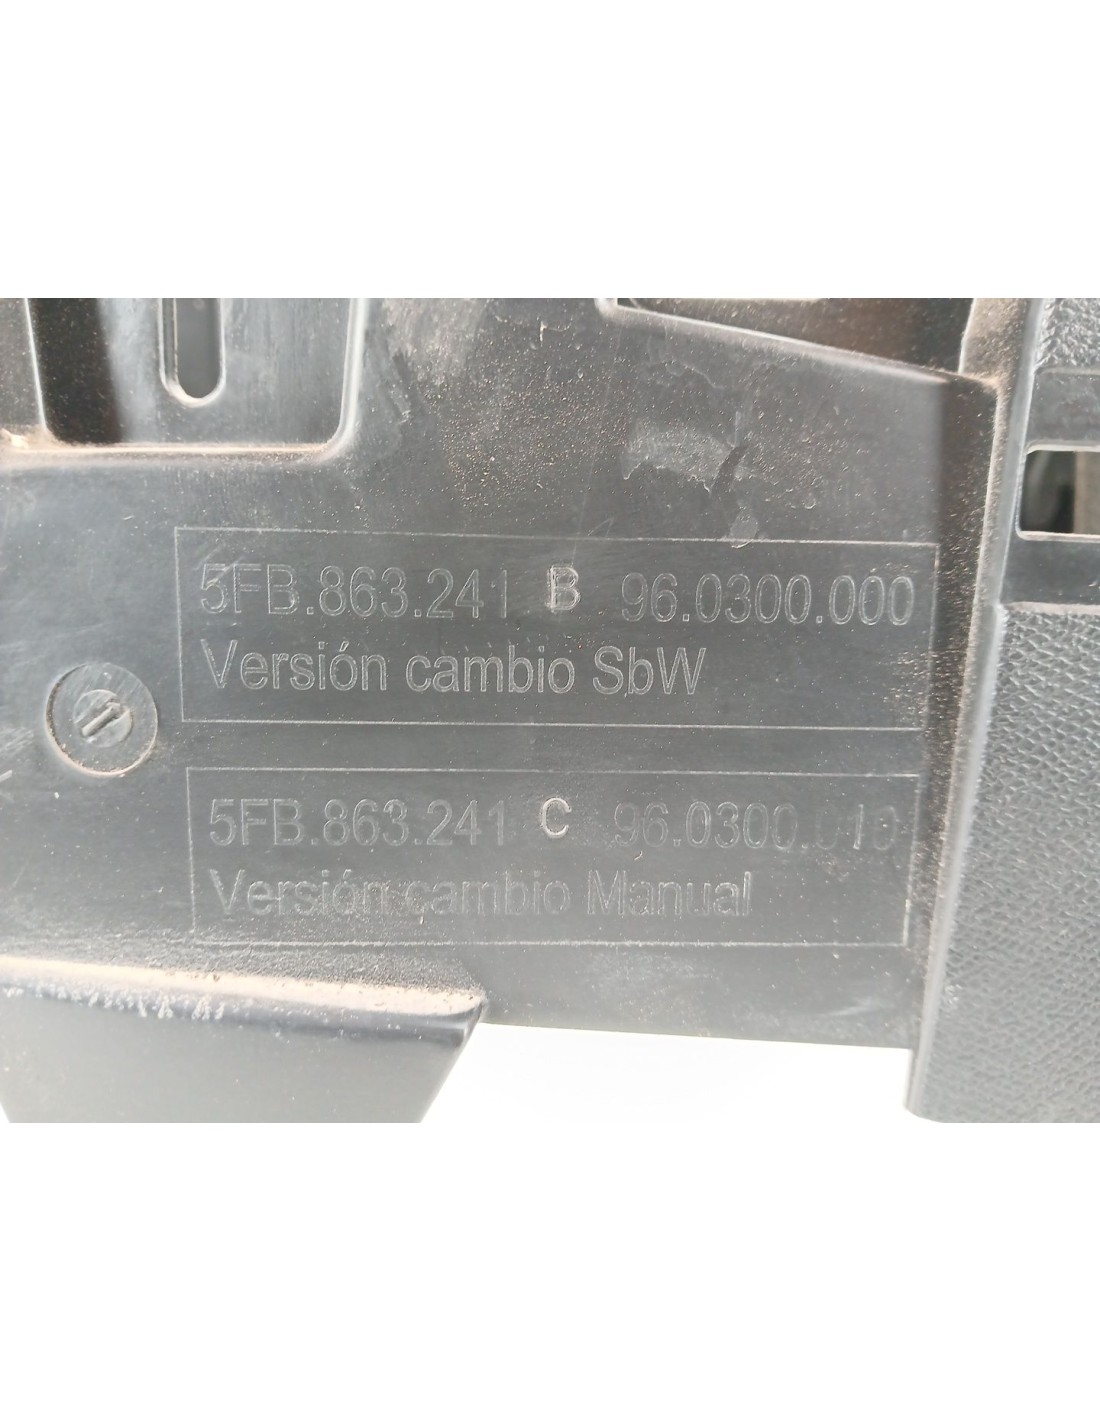 5FB.863.241 B 96.0300.000
Versión cambio SbW
5FB.863.241 C 96.0300.010
Versión cambio Manual